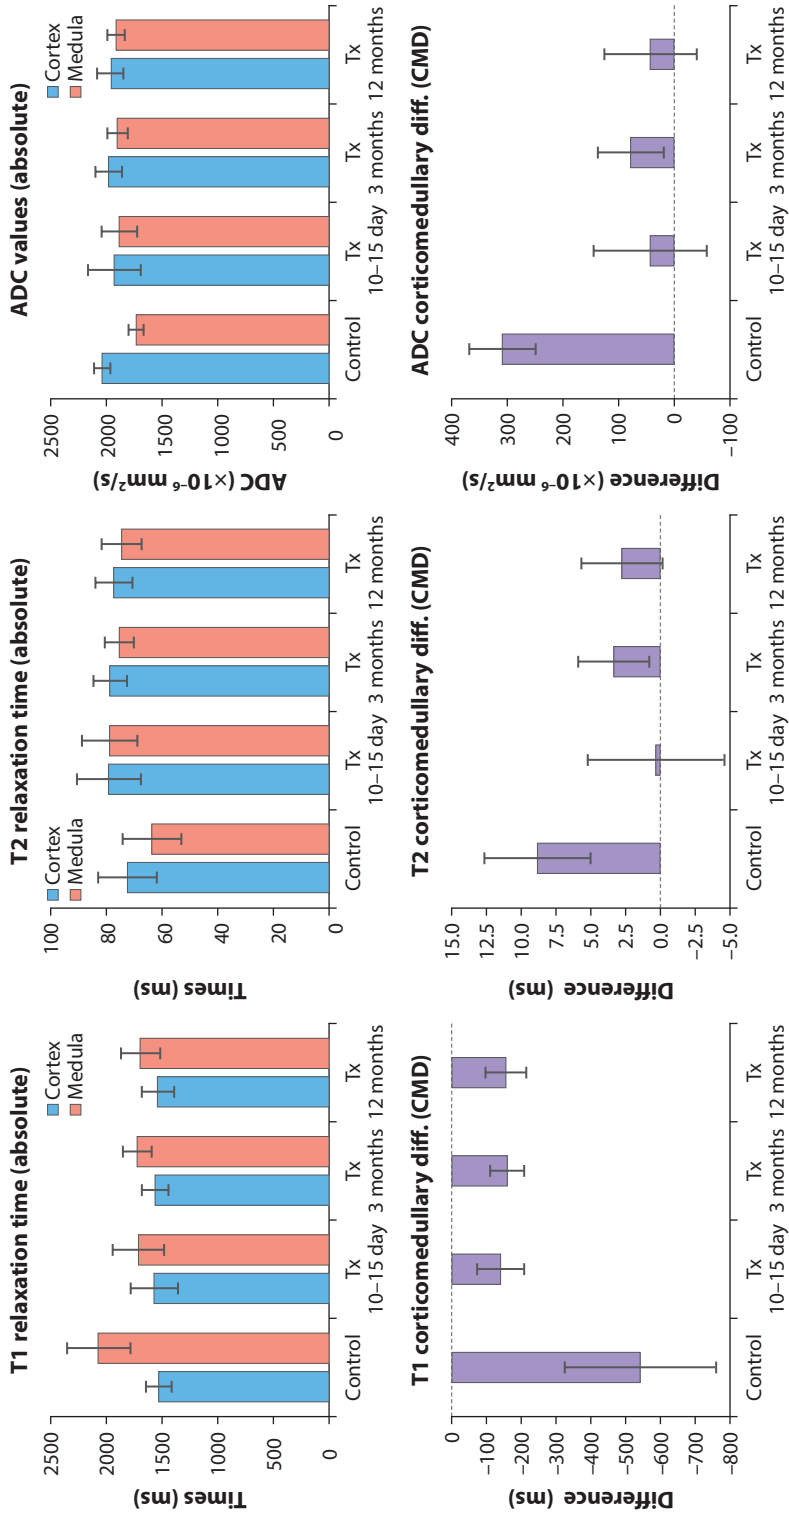 T1 relaxation time (absolute)
Times (ms)
2500
2000
1500
1000
500
0
Cortex
Medula
Control
Tx
10–15 day
Tx
3 months
Tx
12 months
T2 relaxation time (absolute)
Times (ms)
100
80
60
40
20
0
Cortex
Medula
Control
Tx
10–15 day
Tx
3 months
Tx
12 months
ADC values (absolute)
ADC (×10⁻⁶ mm²/s)
2500
2000
1500
1000
500
0
Cortex
Medula
Control
Tx
10–15 day
Tx
3 months
Tx
12 months
T1 corticomedullary diff. (CMD)
Difference (ms)
0
−100
−200
−300
−400
−500
−600
−700
−800
Control
Tx
10–15 day
Tx
3 months
Tx
12 months
T2 corticomedullary diff. (CMD)
Difference (ms)
15.0
12.5
10.0
7.5
5.0
2.5
0.0
−2.5
−5.0
Control
Tx
10–15 day
Tx
3 months
Tx
12 months
ADC corticomedullary diff. (CMD)
Difference (×10⁻⁶ mm²/s)
400
300
200
100
0
−100
Control
Tx
10–15 day
Tx
3 months
Tx
12 months